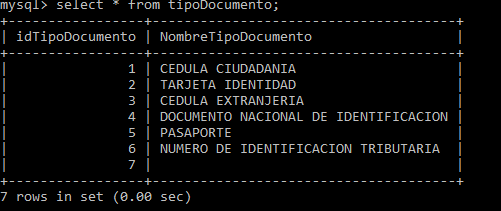 mysql> select * from tipoDocumento;
+-----------------+------------------------------------+
| idTipoDocumento | NombreTipoDocumento                |
+-----------------+------------------------------------+
|               1 | CEDULA CIUDADANIA                  |
|               2 | TARJETA IDENTIDAD                  |
|               3 | CEDULA EXTRANJERIA                 |
|               4 | DOCUMENTO NACIONAL DE IDENTIFICACION |
|               5 | PASAPORTE                          |
|               6 | NUMERO DE IDENTIFICACION TRIBUTARIA |
|               7 |                                    |
+-----------------+------------------------------------+
7 rows in set (0.00 sec)